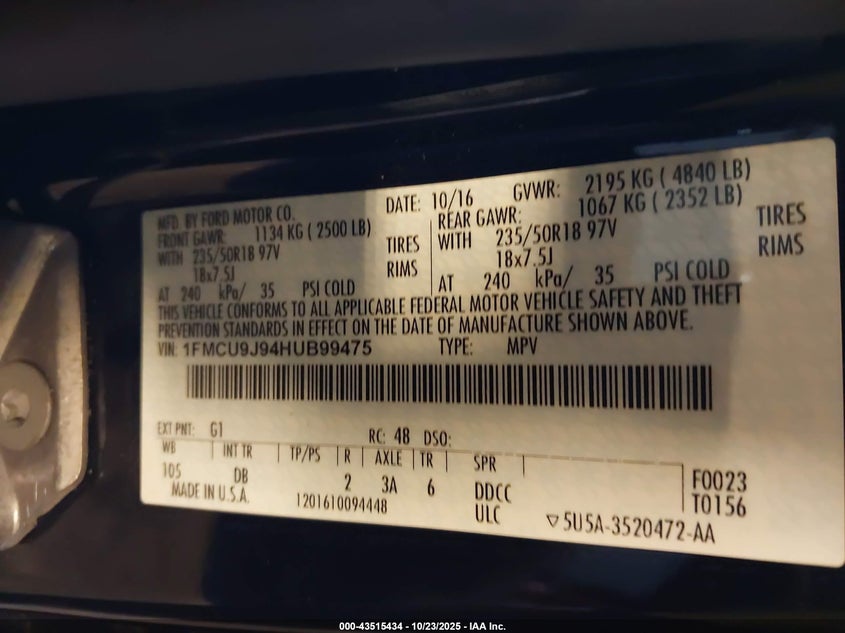 MFD. BY FORD MOTOR CO.
DATE: 10/16 GVWR: 2195 KG ( 4840 LB)
FRONT GAWR: 1134 KG ( 2500 LB)
REAR GAWR: 1067 KG ( 2352 LB)
WITH 235/50R18 97V TIRES
WITH 235/50R18 97V TIRES
18x7.5J RIMS
18x7.5J RIMS
AT 240 kPa/ 35 PSI COLD
AT 240 kPa/ 35 PSI COLD
THIS VEHICLE CONFORMS TO ALL APPLICABLE FEDERAL MOTOR VEHICLE SAFETY AND THEFT
PREVENTION STANDARDS IN EFFECT ON THE DATE OF MANUFACTURE SHOWN ABOVE.
VIN: 1FMCU9J94HUB99475 TYPE: MPV
EXT PNT: G1 RC: 48 DSO:
WB INT TR TP/PS R AXLE TR SPR
105 DB 2 3A 6 DDCC F0023
MADE IN U.S.A. 1201610094448 ULC T0156
▽5U5A-3520472-AA
000-43515434 - 10/23/2025 - IAA Inc.